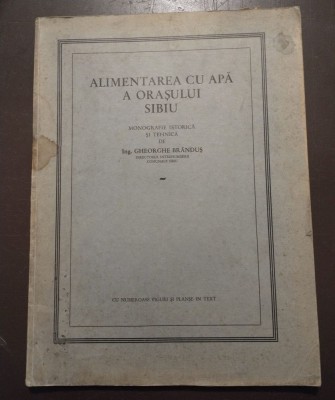 ALIMENTAREA CU APĂ
A ORAŞULUI
SIBIU
MONOGRAFIE ISTORICĂ
ŞI TEHNICĂ
DE
Ing. GHEORGHE BRÂNDUŞ
CU NUMEROASE FIGURI ŞI PLANŞE IN TEXT